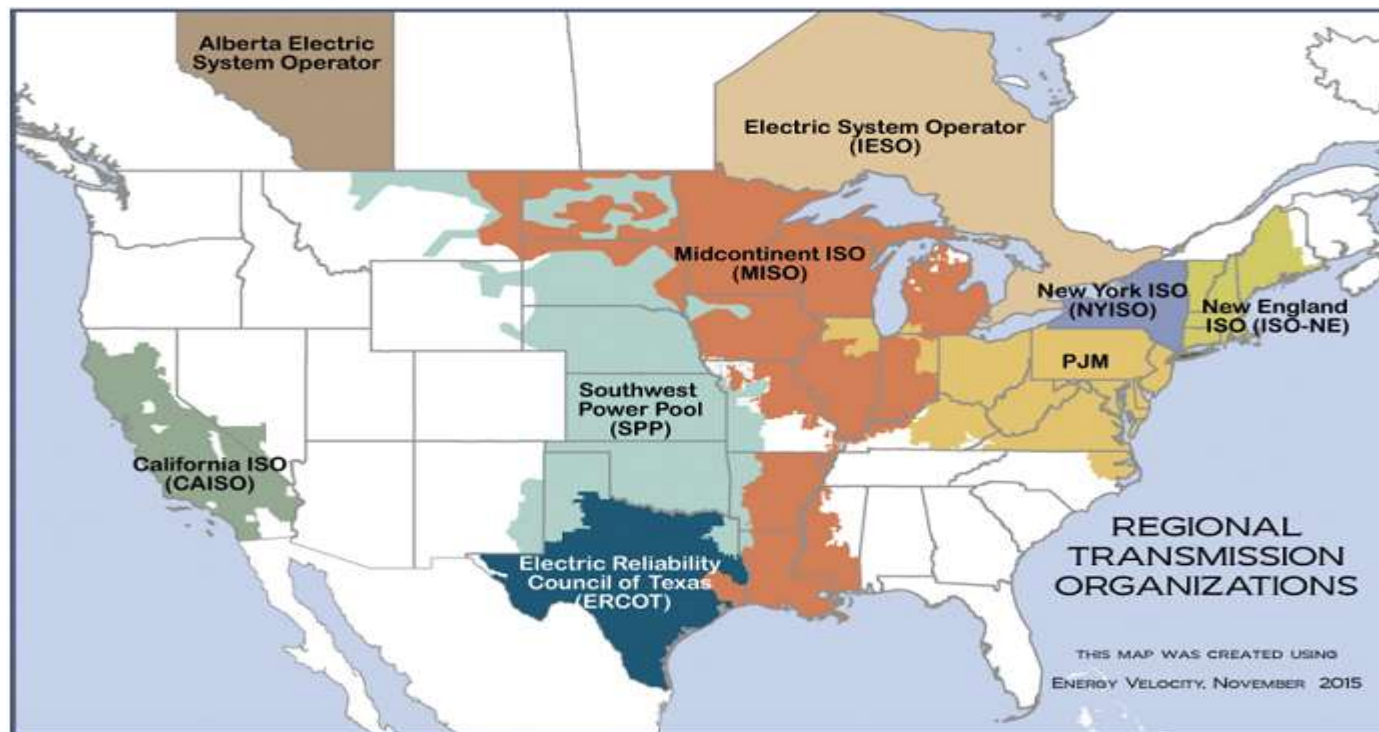 Alberta Electric
System Operator
Electric System Operator
(IESO)
Midcontinent ISO
(MISO)
New York ISO
(NYISO)
New England
ISO (ISO-NE)
PJM
Southwest
Power Pool
(SPP)
California ISO
(CAISO)
Electric Reliability
Council of Texas
(ERCOT)
REGIONAL
TRANSMISSION
ORGANIZATIONS
THIS MAP WAS CREATED USING
ENERGY VELOCITY, NOVEMBER 2015